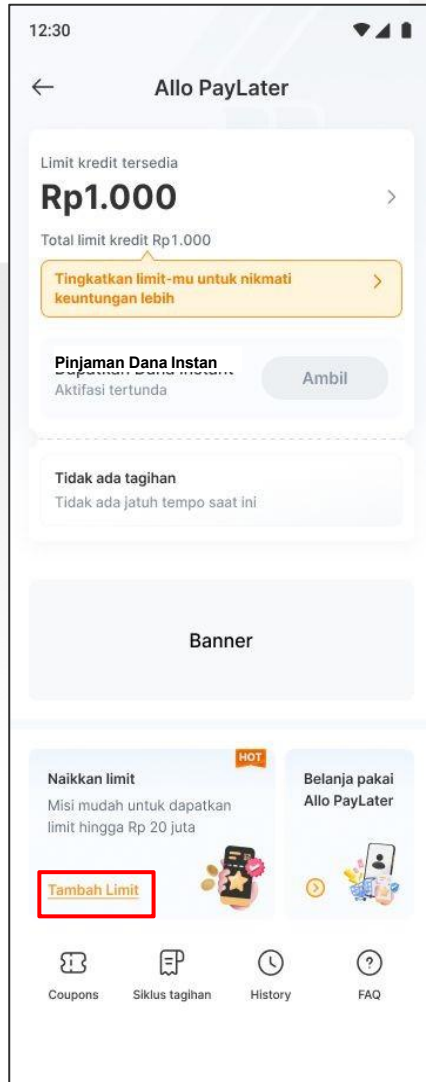 12:30
Allo PayLater
Limit kredit tersedia
Rp1.000
Total limit kredit Rp1.000
Tingkatkan limit-mu untuk nikmati
keuntungan lebih
Pinjaman Dana Instan
Dapatkan Dana Instant
Aktifasi tertunda
Ambil
Tidak ada tagihan
Tidak ada jatuh tempo saat ini
Banner
HOT
Naikkan limit
Misi mudah untuk dapatkan
limit hingga Rp 20 juta
Tambah Limit
Belanja pakai
Allo PayLater
Coupons
Siklus tagihan
History
FAQ